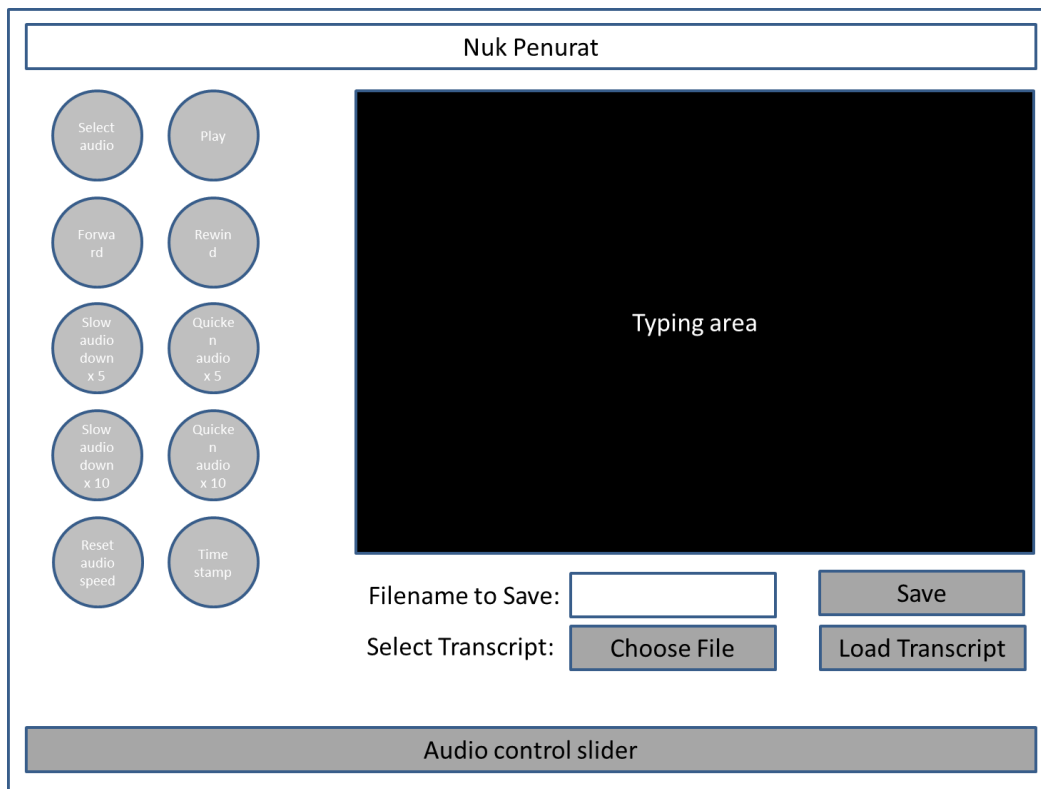 Nuk Penurat
Select
audio
Play
Forwa
rd
Rewin
d
Slow
audio
down
x 5
Quicke
n
audio
x 5
Slow
audio
down
x 10
Quicke
n
audio
x 10
Reset
audio
speed
Time
stamp
Typing area
Filename to Save:
Save
Select Transcript:
Choose File
Load Transcript
Audio control slider